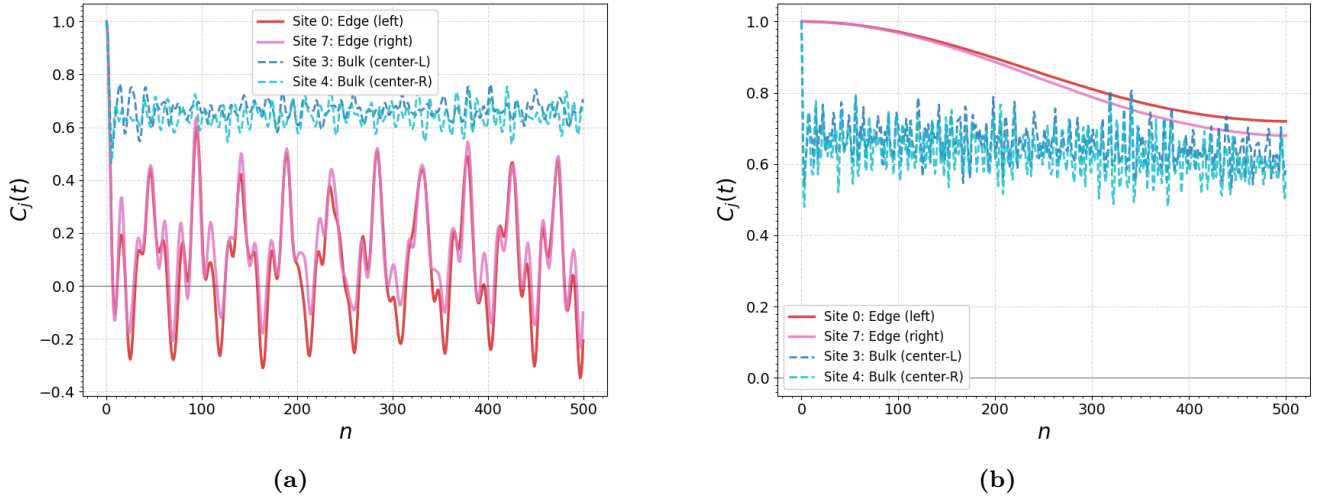 1.0
0.8
0.6
0.4
0.2
0.0
−0.2
−0.4
C_j(t)
Site 0: Edge (left)
Site 7: Edge (right)
Site 3: Bulk (center-L)
Site 4: Bulk (center-R)
0 100 200 300 400 500
n
(a)
1.0
0.8
0.6
0.4
0.2
0.0
C_j(t)
Site 0: Edge (left)
Site 7: Edge (right)
Site 3: Bulk (center-L)
Site 4: Bulk (center-R)
0 100 200 300 400 500
n
(b)